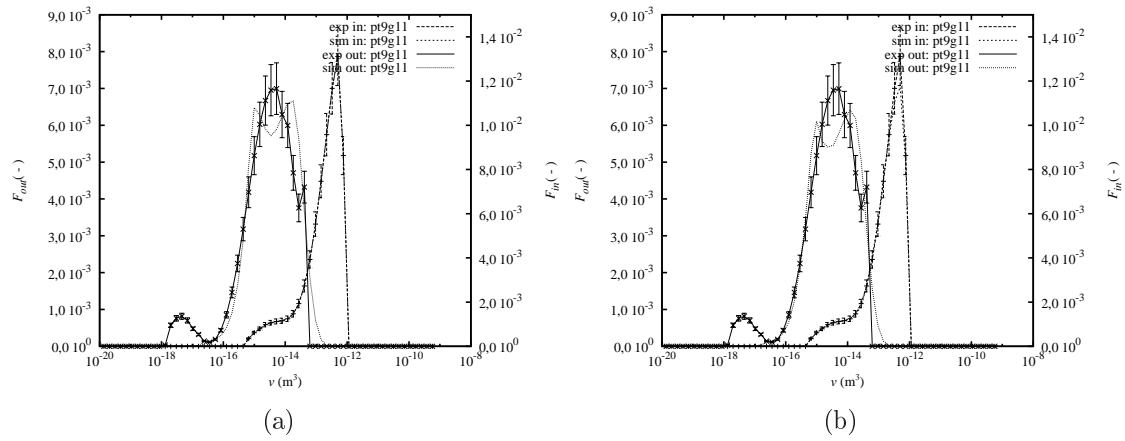 9,0 10⁻³
8,0 10⁻³
7,0 10⁻³
6,0 10⁻³
5,0 10⁻³
4,0 10⁻³
3,0 10⁻³
2,0 10⁻³
1,0 10⁻³
0,0 10⁰
F_out( - )
10⁻²⁰ 10⁻¹⁸ 10⁻¹⁶ 10⁻¹⁴ 10⁻¹² 10⁻¹⁰ 10⁻⁸
v (m³)
exp in: pt9g11
sim in: pt9g11
exp out: pt9g11
sim out: pt9g11
1,4 10⁻²
1,2 10⁻²
1,0 10⁻²
8,0 10⁻³
6,0 10⁻³
4,0 10⁻³
2,0 10⁻³
0,0 10⁰
F_in( - )
(a)
9,0 10⁻³
8,0 10⁻³
7,0 10⁻³
6,0 10⁻³
5,0 10⁻³
4,0 10⁻³
3,0 10⁻³
2,0 10⁻³
1,0 10⁻³
0,0 10⁰
F_out( - )
10⁻²⁰ 10⁻¹⁸ 10⁻¹⁶ 10⁻¹⁴ 10⁻¹² 10⁻¹⁰ 10⁻⁸
v (m³)
exp in: pt9g11
sim in: pt9g11
exp out: pt9g11
sim out: pt9g11
1,4 10⁻²
1,2 10⁻²
1,0 10⁻²
8,0 10⁻³
6,0 10⁻³
4,0 10⁻³
2,0 10⁻³
0,0 10⁰
F_in( - )
(b)